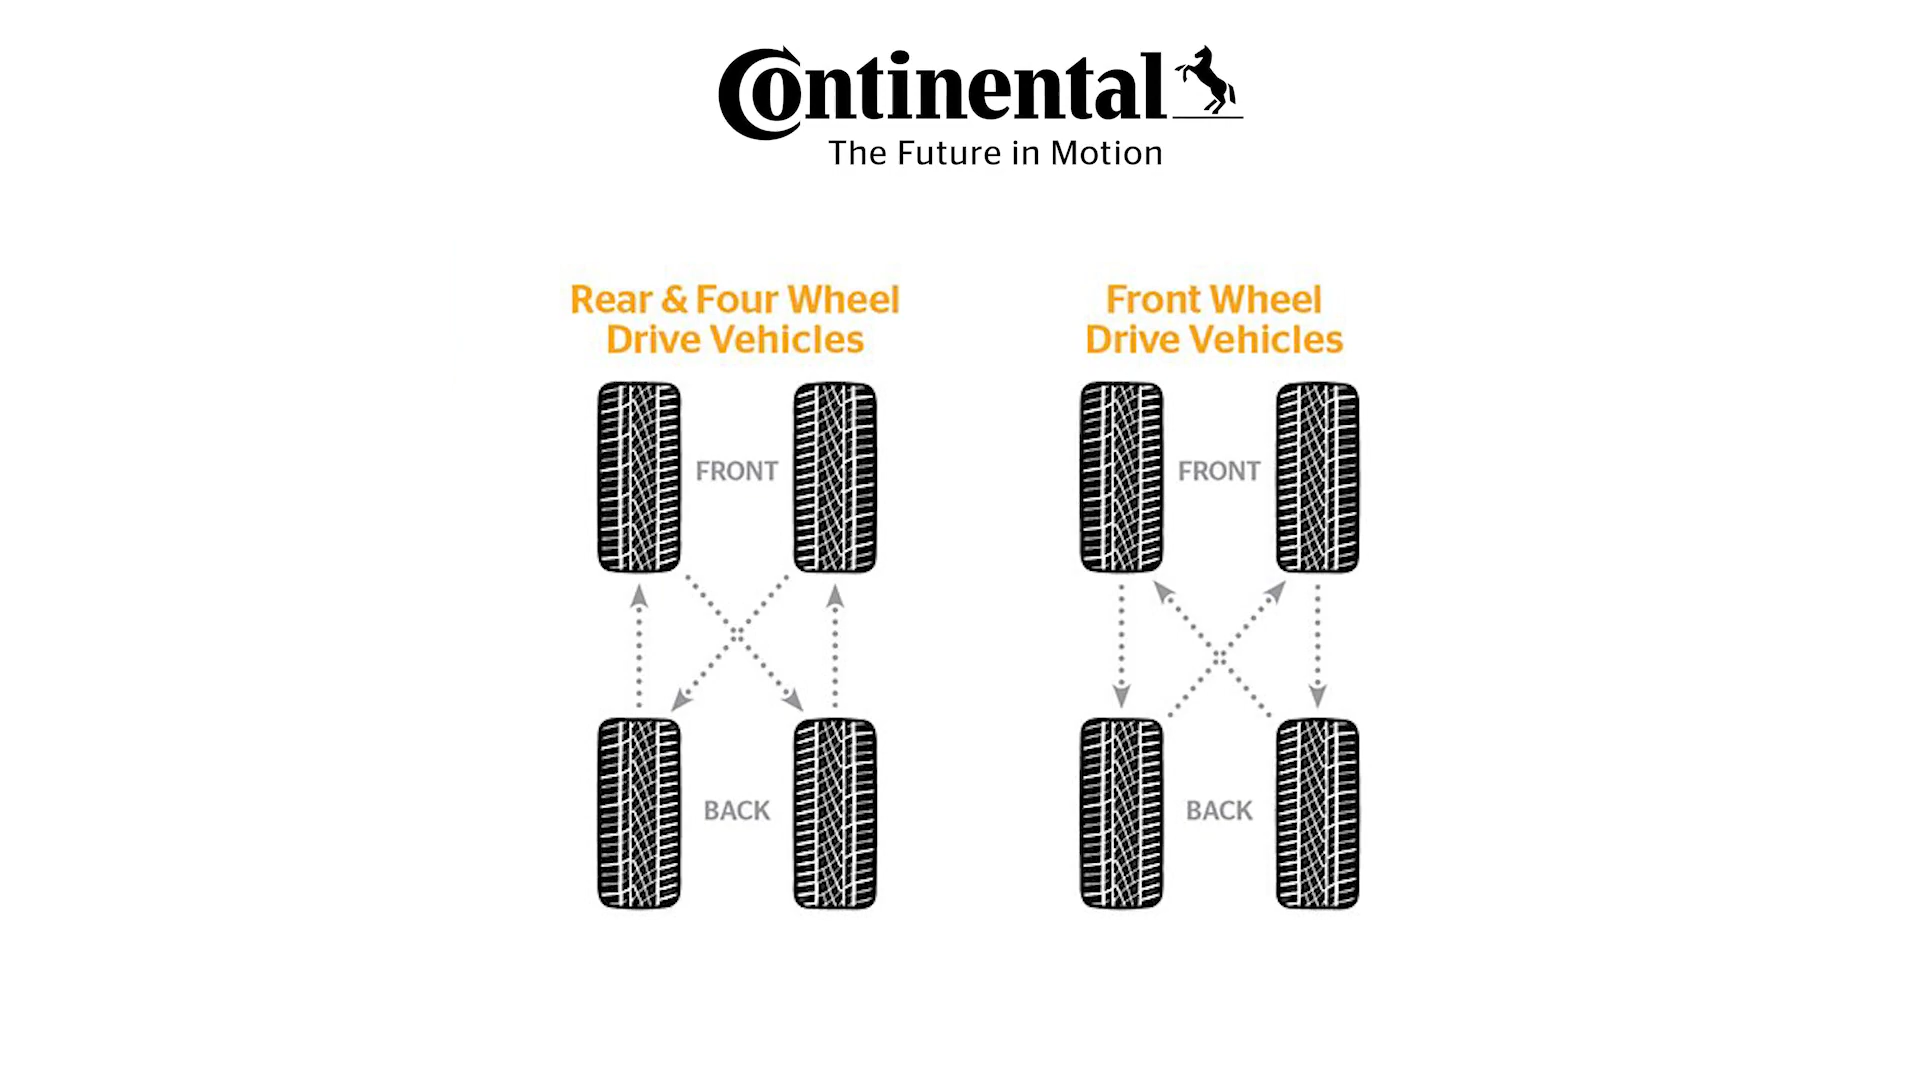 Continental
The Future in Motion
Rear & Four Wheel
Drive Vehicles
Front Wheel
Drive Vehicles
FRONT
FRONT
BACK
BACK